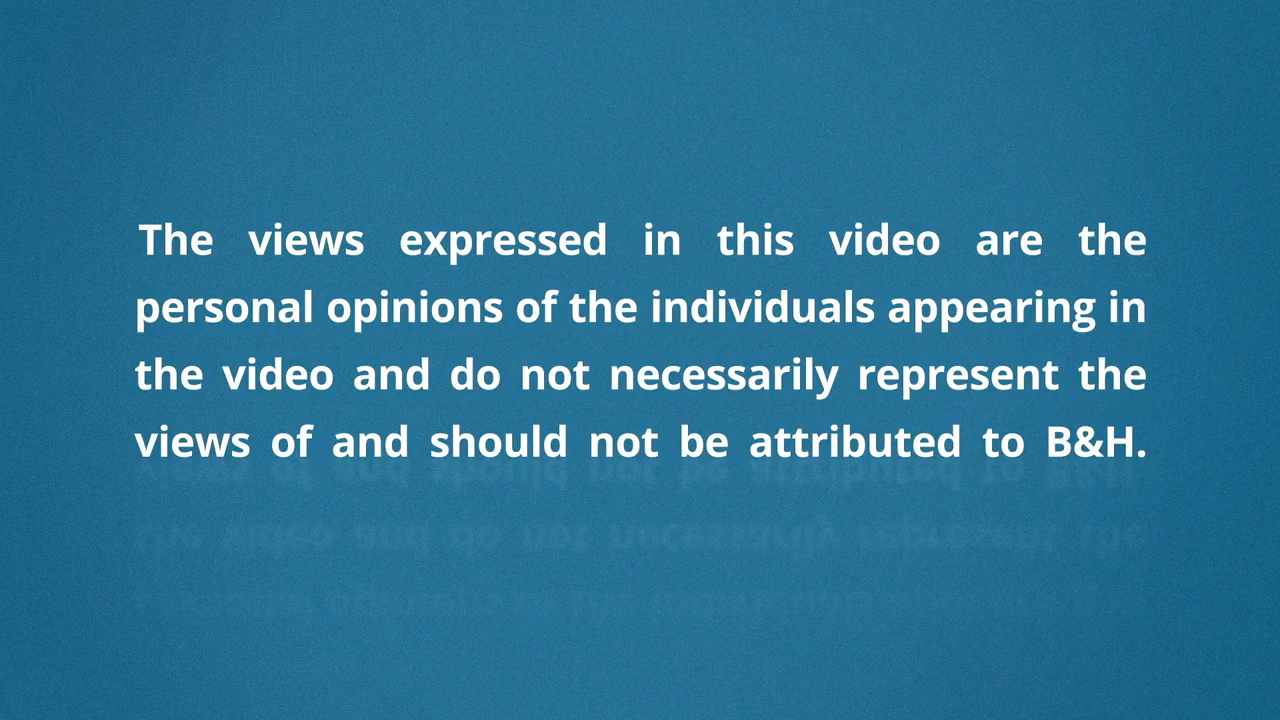 The views expressed in this video are the
personal opinions of the individuals appearing in
the video and do not necessarily represent the
views of and should not be attributed to B&H.